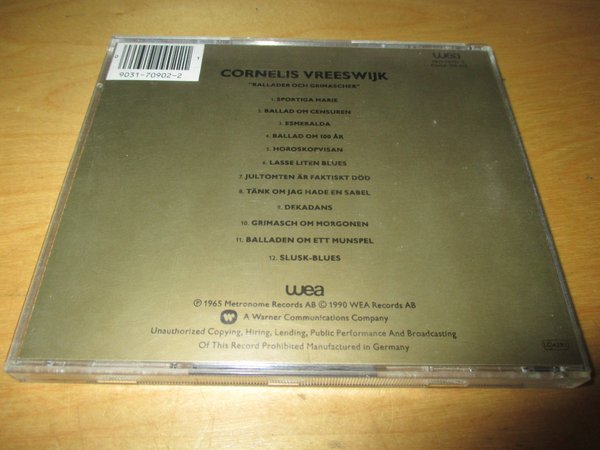 9031-70902-2
wea
CORNELIS VREESWIJK
"BALLADER OCH GRIMASCHER"
1. SPORTIGA MARIE
2. BALLAD OM CENSUREN
3. ESMERALDA
4. BALLAD OM 100 ÅR
5. HOROSKOPVISAN
6. LASSE LITEN BLUES
7. JULTOMTEN ÄR FAKTISKT DÖD
8. TÄNK OM JAG HADE EN SABEL
9. DEKADANS
10. GRIMASCH OM MORGONEN
11. BALLADEN OM ETT MUNSPEL
12. SLUSK-BLUES
wea
Ⓟ 1965 Metronome Records AB © 1990 WEA Records AB
A Warner Communications Company
Unauthorized Copying, Hiring, Lending, Public Performance And Broadcasting
Of This Record Prohibited Manufactured in Germany